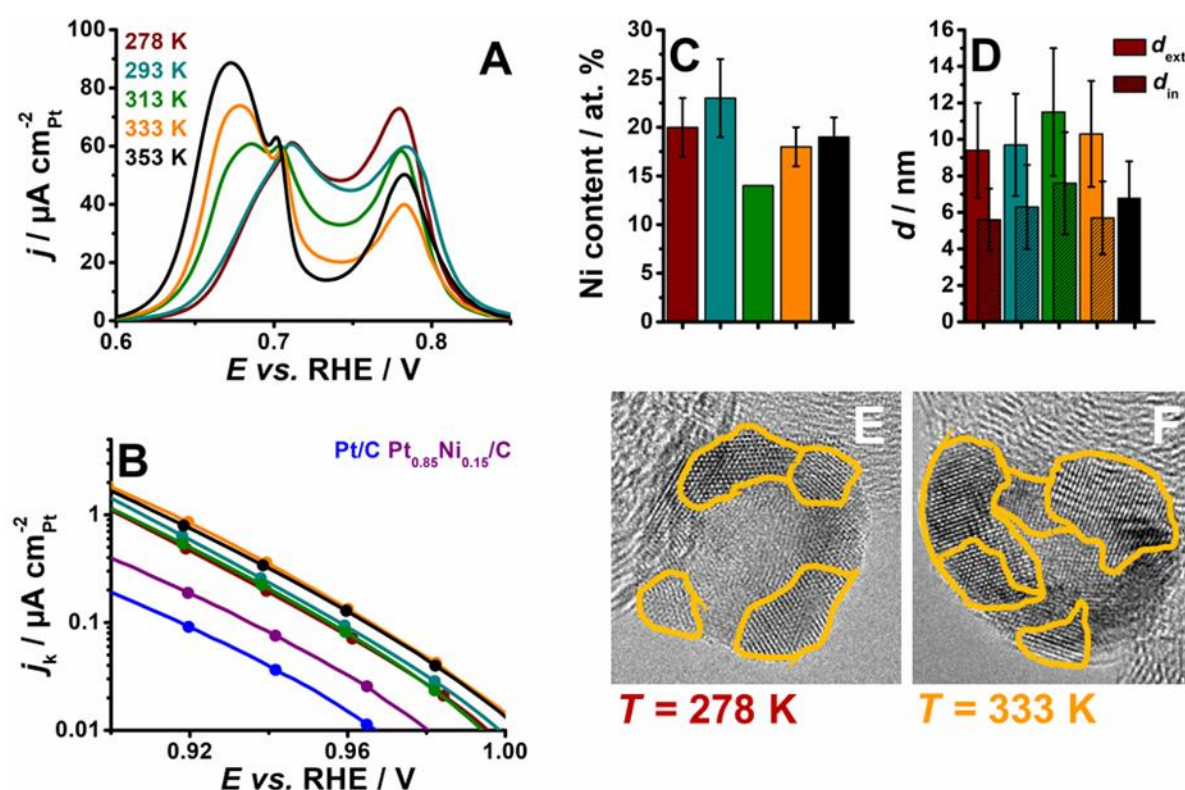 A
278 K
293 K
313 K
333 K
353 K
100
80
60
40
20
0
j / µA cm⁻²Pt
0.6 0.7 0.8
E vs. RHE / V
C
30
25
20
15
10
5
0
Ni content / at. %
D
dext
din
16
14
12
10
8
6
4
2
0
d / nm
B
Pt/C Pt0.85Ni0.15/C
1
0.1
0.01
jk / µA cm⁻²Pt
0.92 0.96 1.00
E vs. RHE / V
E
T = 278 K
F
T = 333 K